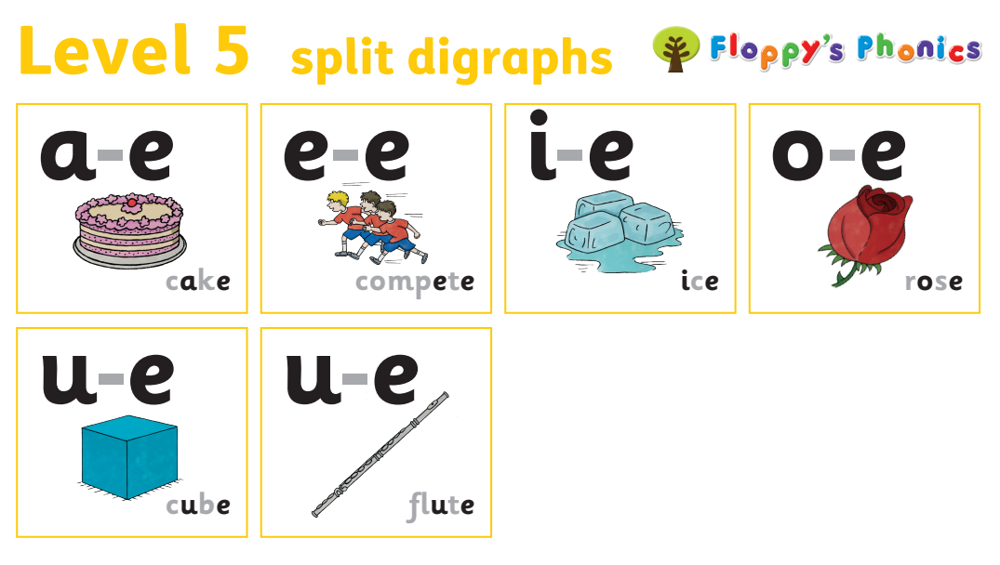 Level 5 split digraphs Floppy's Phonics
a-e e-e i-e o-e
cake compete ice rose
u-e u-e
cube flute